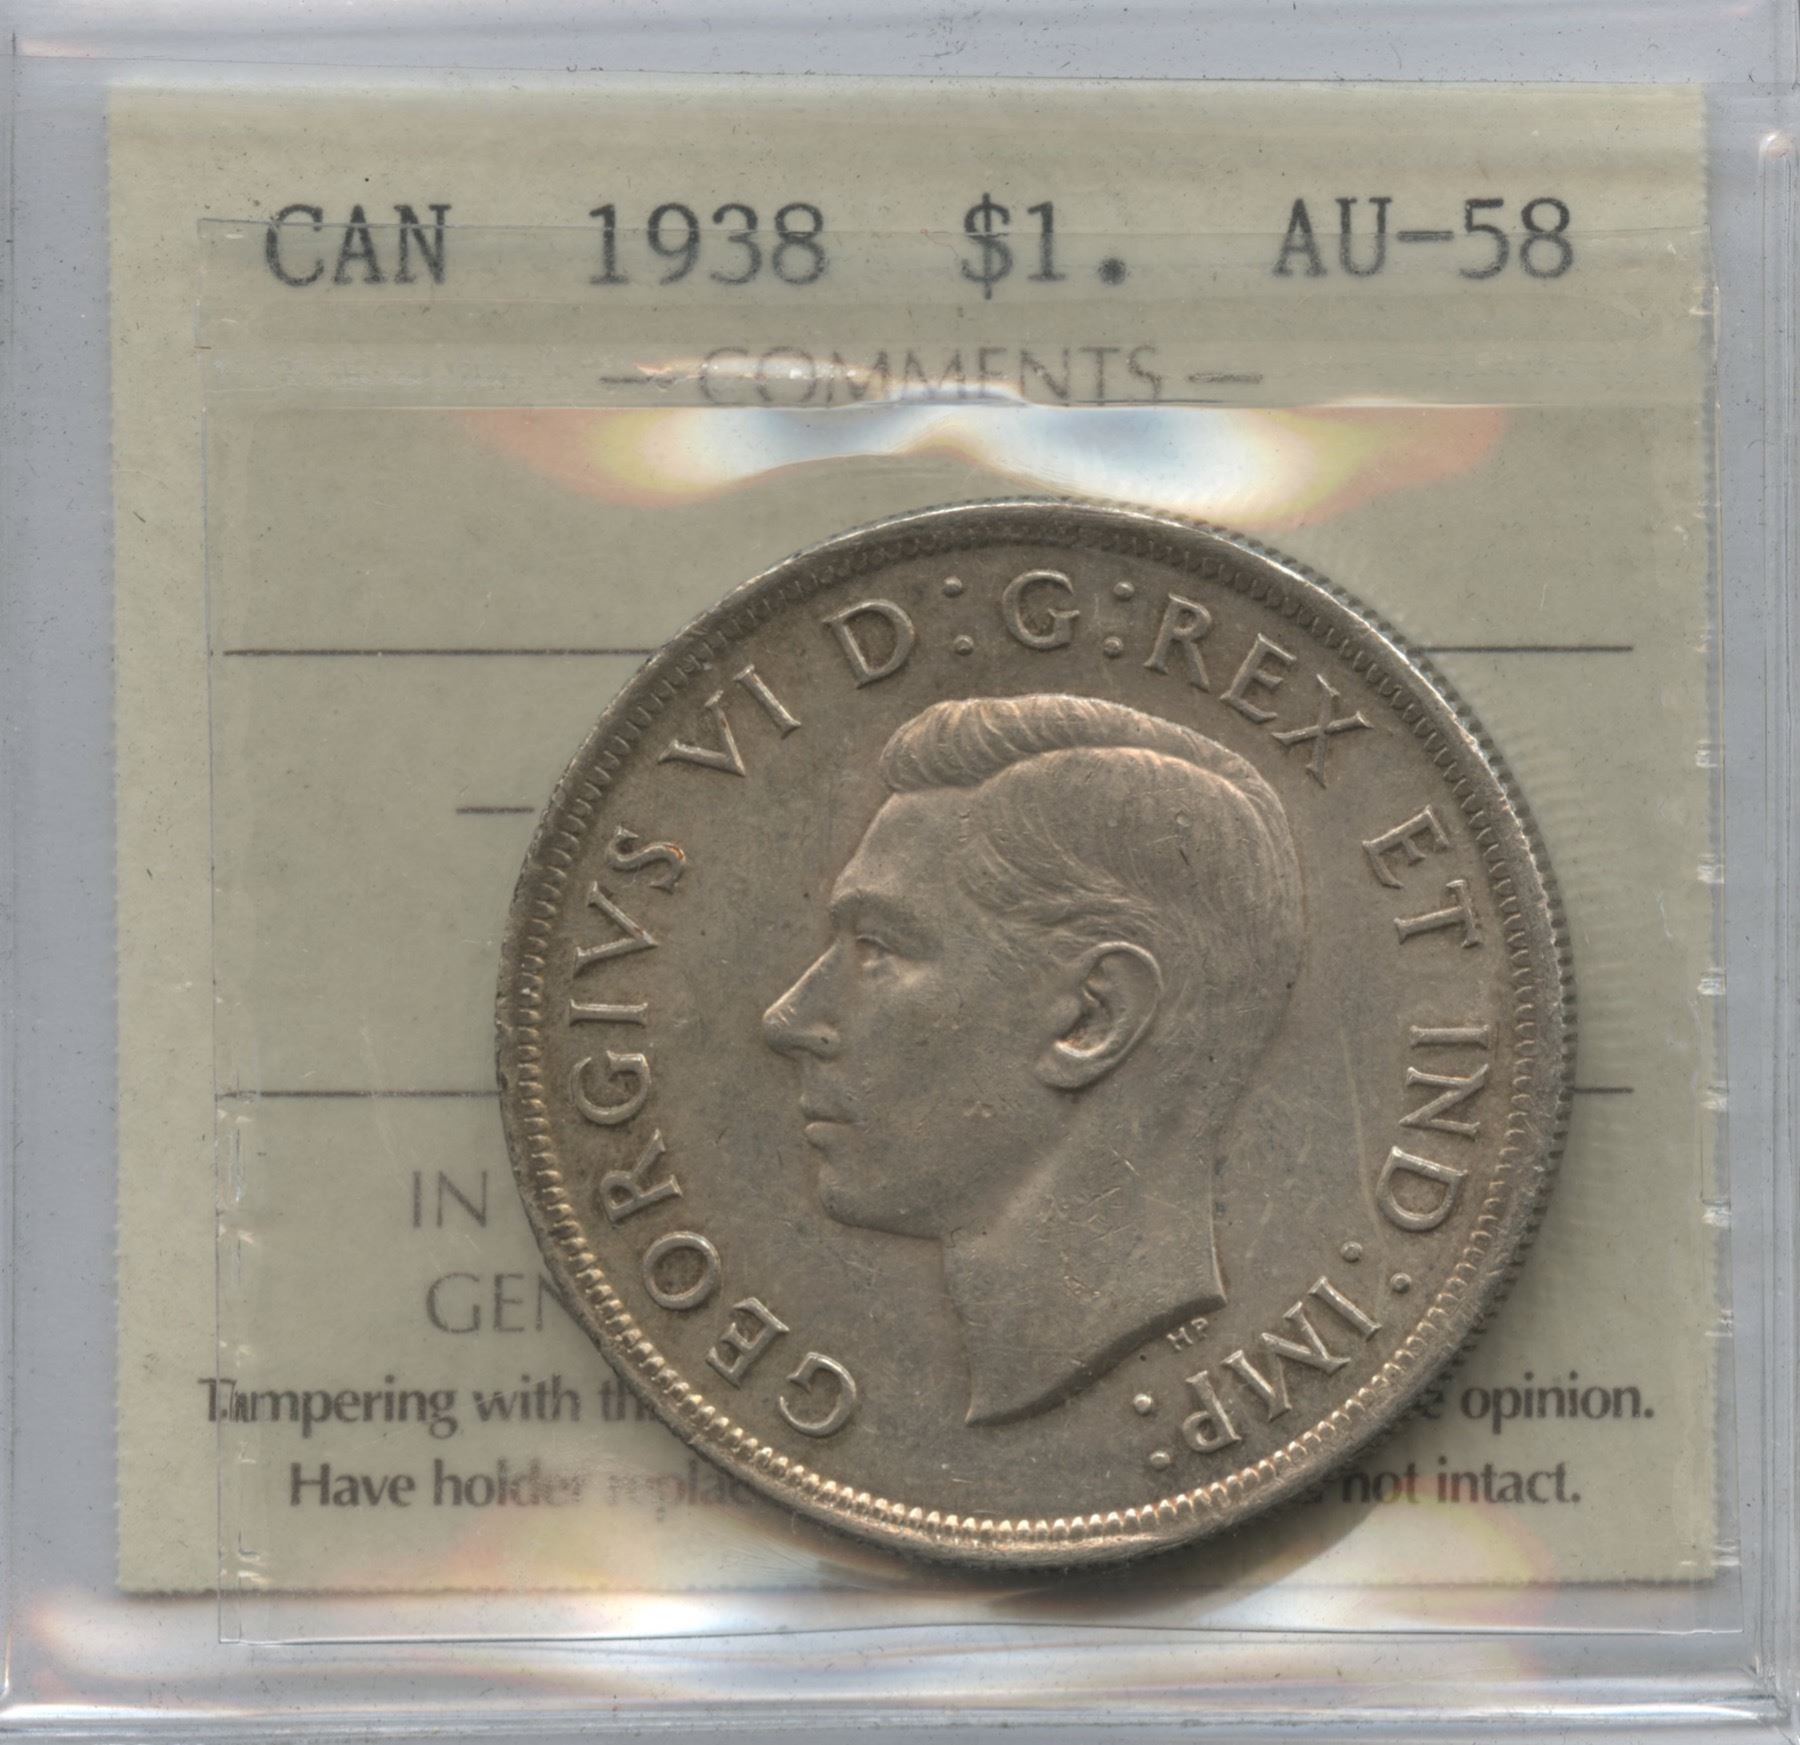 CAN 1938 $1. AU-58
— COMMENTS —
GEORGIVS VI D:G:REX ET IND:IMP:
HP
IN
GEN
Tampering with th opinion.
Have holder replac not intact.